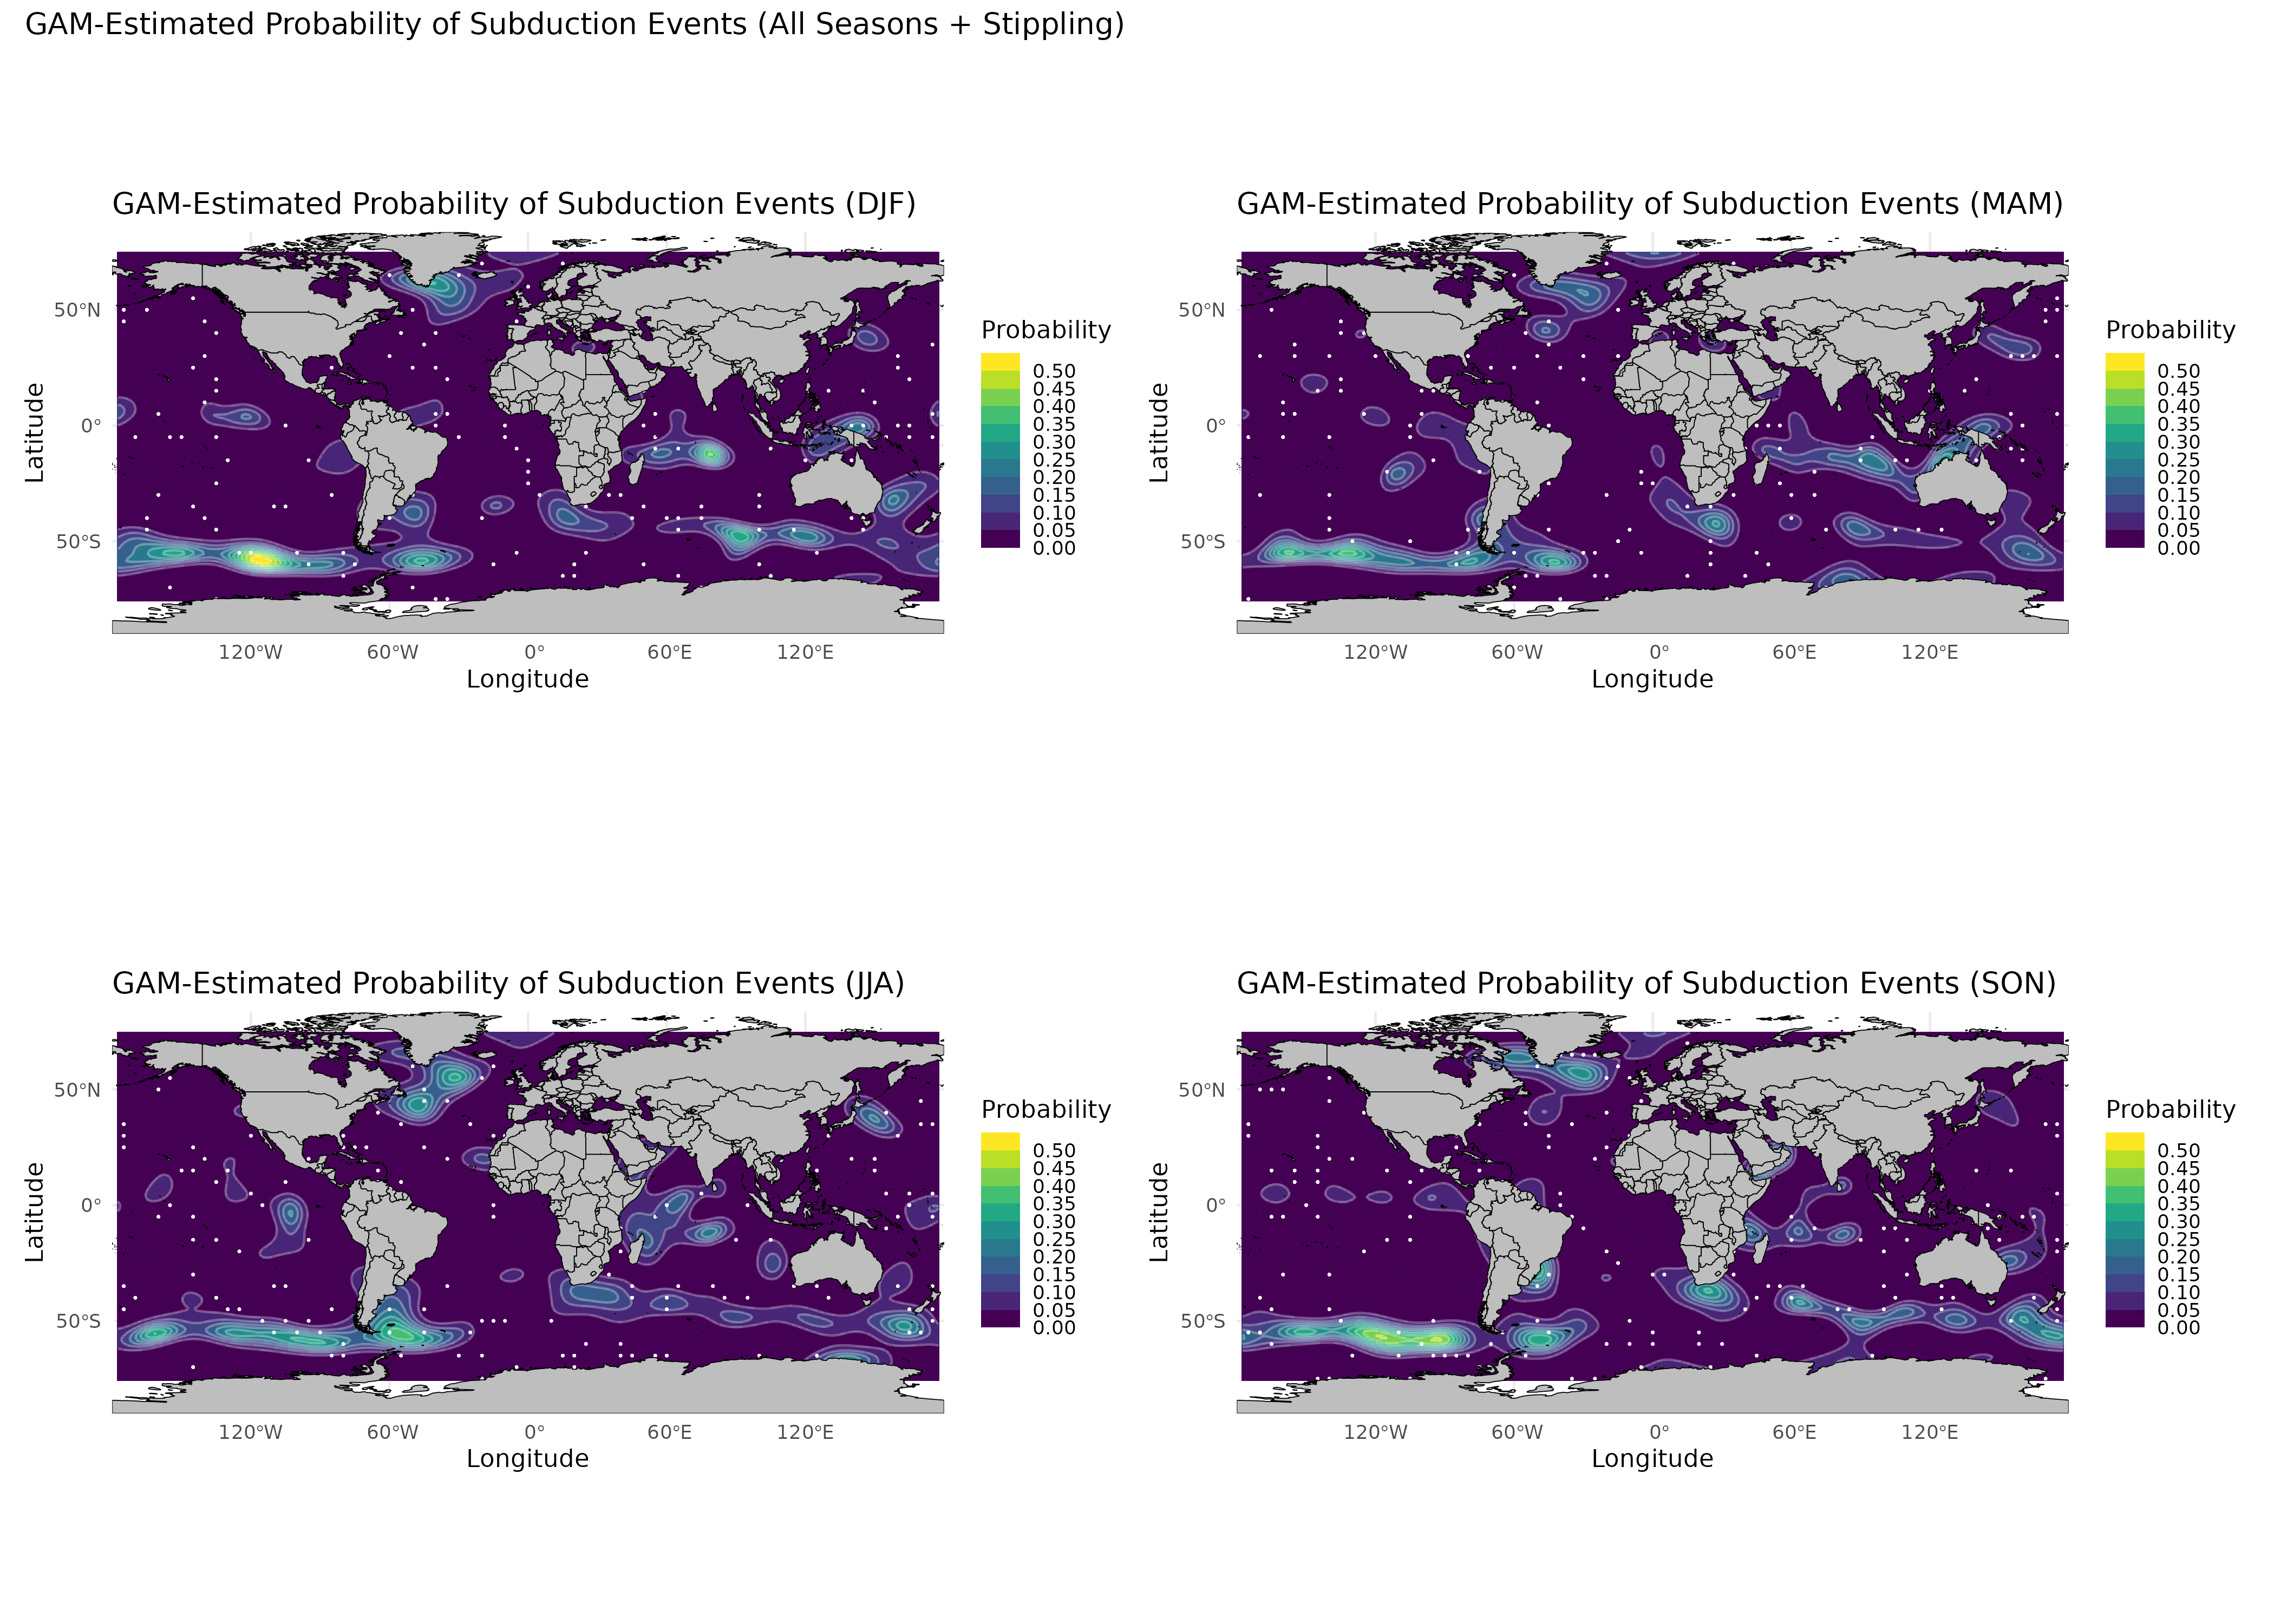 GAM-Estimated Probability of Subduction Events (All Seasons + Stippling)
GAM-Estimated Probability of Subduction Events (DJF)
Latitude
50°N
0°
50°S
120°W 60°W 0° 60°E 120°E
Longitude
Probability
0.50
0.45
0.40
0.35
0.30
0.25
0.20
0.15
0.10
0.05
0.00
GAM-Estimated Probability of Subduction Events (MAM)
Latitude
50°N
0°
50°S
120°W 60°W 0° 60°E 120°E
Longitude
Probability
0.50
0.45
0.40
0.35
0.30
0.25
0.20
0.15
0.10
0.05
0.00
GAM-Estimated Probability of Subduction Events (JJA)
Latitude
50°N
0°
50°S
120°W 60°W 0° 60°E 120°E
Longitude
Probability
0.50
0.45
0.40
0.35
0.30
0.25
0.20
0.15
0.10
0.05
0.00
GAM-Estimated Probability of Subduction Events (SON)
Latitude
50°N
0°
50°S
120°W 60°W 0° 60°E 120°E
Longitude
Probability
0.50
0.45
0.40
0.35
0.30
0.25
0.20
0.15
0.10
0.05
0.00